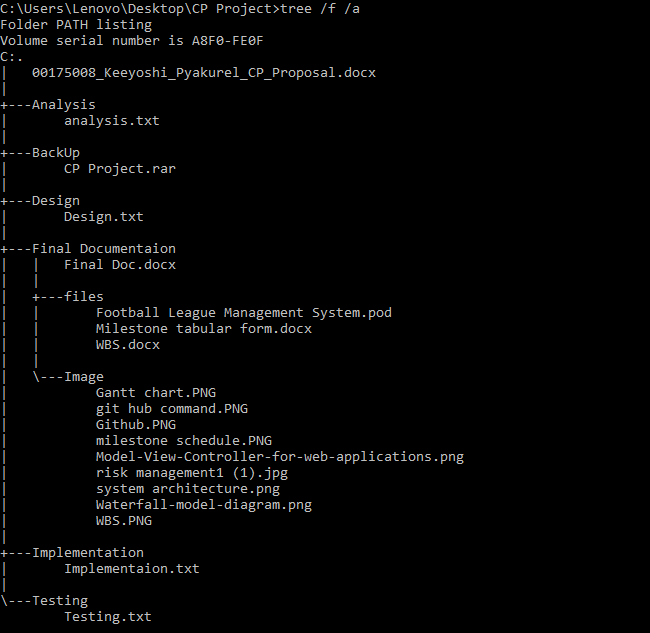 C:\Users\Lenovo\Desktop\CP Project>tree /f /a
Folder PATH listing
Volume serial number is A8F0-FE0F
C:.
|   00175008_Keeyoshi_Pyakurel_CP_Proposal.docx
|
+---Analysis
|       analysis.txt
|
+---BackUp
|       CP Project.rar
|
+---Design
|       Design.txt
|
+---Final Documentaion
|   |   Final Doc.docx
|   |
|   +---files
|   |       Football League Management System.pod
|   |       Milestone tabular form.docx
|   |       WBS.docx
|   |
|   \---Image
|           Gantt chart.PNG
|           git hub command.PNG
|           Github.PNG
|           milestone schedule.PNG
|           Model-View-Controller-for-web-applications.png
|           risk management1 (1).jpg
|           system architecture.png
|           Waterfall-model-diagram.png
|           WBS.PNG
|
+---Implementation
|       Implementaion.txt
|
\---Testing
        Testing.txt